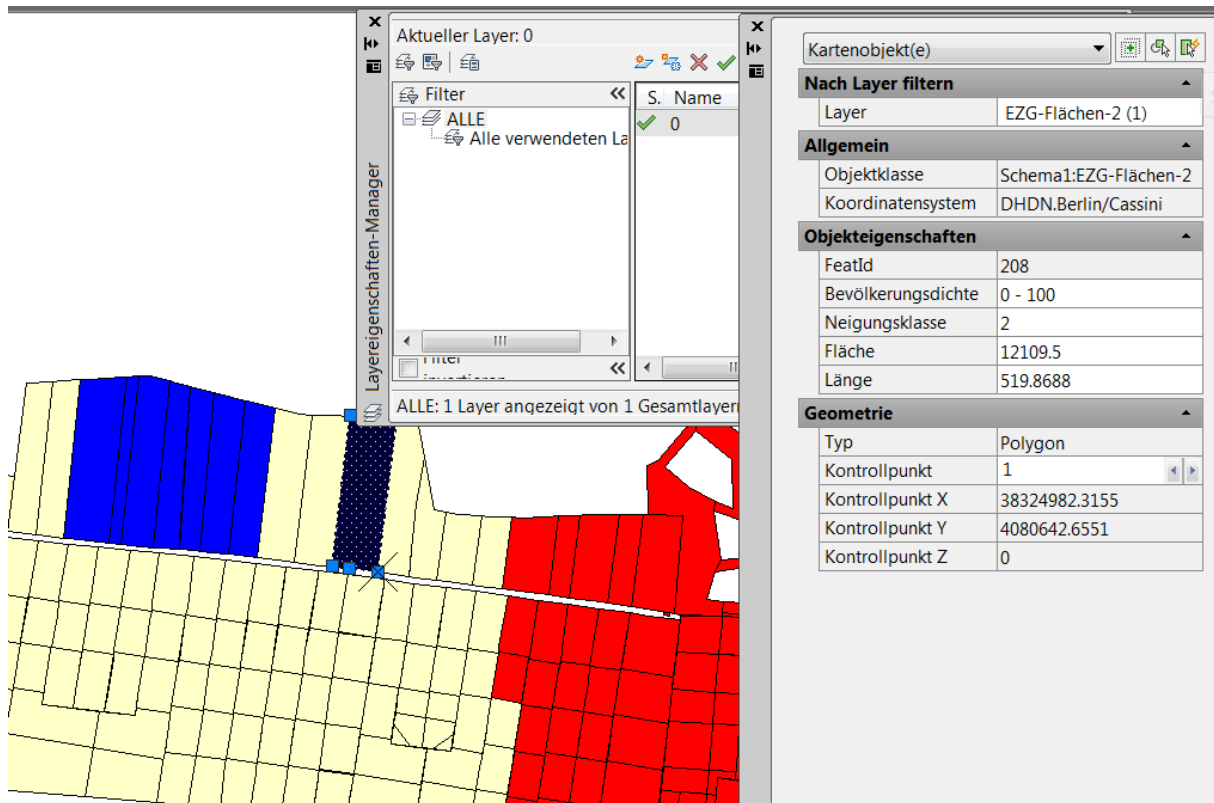 Aktueller Layer: 0
Filter
ALLE
Alle verwendeten La
S. Name
0
ALLE: 1 Layer angezeigt von 1 Gesamtlayern
Layereigenschaften-Manager
Kartenobjekt(e)
Nach Layer filtern
Layer EZG-Flächen-2 (1)
Allgemein
Objektklasse Schema1:EZG-Flächen-2
Koordinatensystem DHDN.Berlin/Cassini
Objekteigenschaften
FeatId 208
Bevölkerungsdichte 0 - 100
Neigungsklasse 2
Fläche 12109.5
Länge 519.8688
Geometrie
Typ Polygon
Kontrollpunkt 1
Kontrollpunkt X 38324982.3155
Kontrollpunkt Y 4080642.6551
Kontrollpunkt Z 0